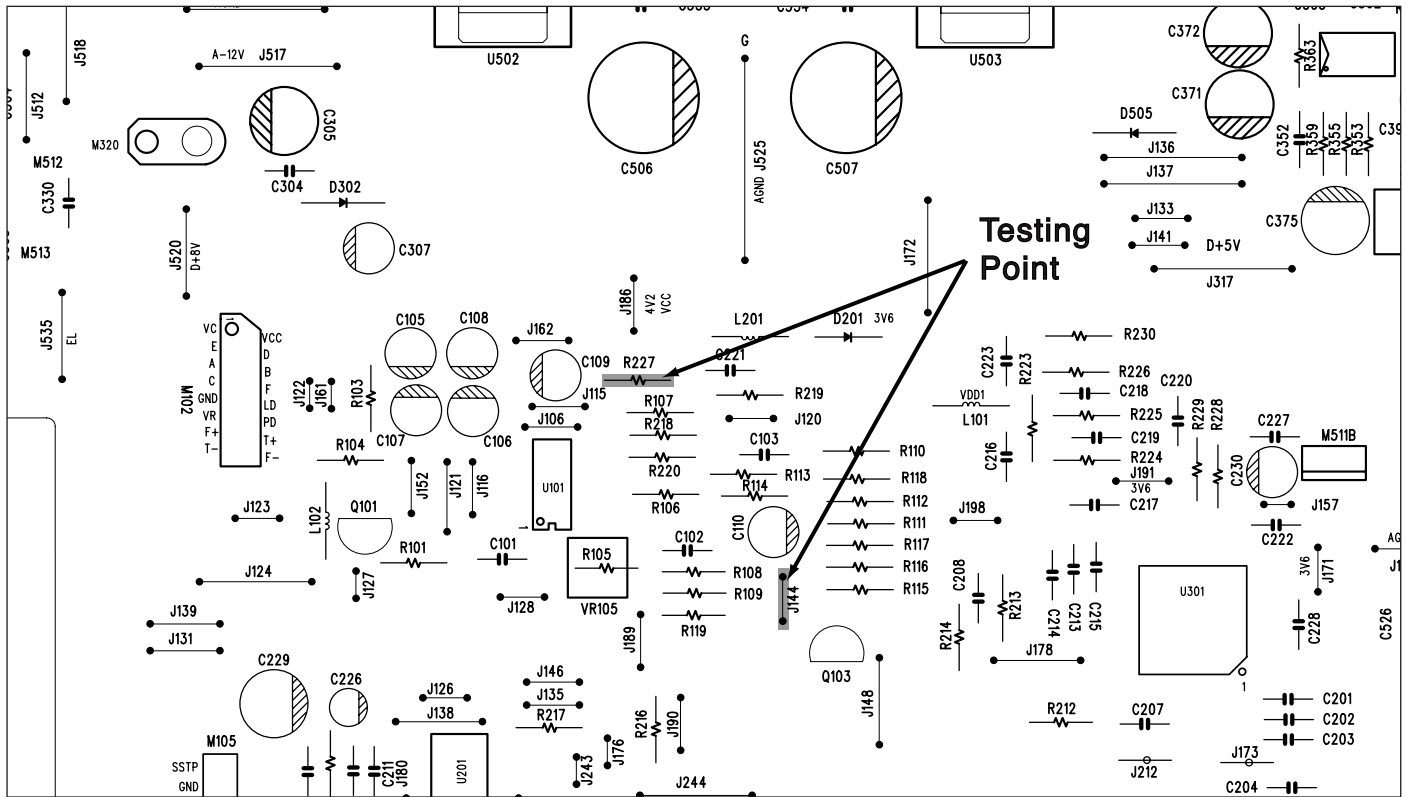 U502
U503
C372
R363
J518
A-12V
J517
G
C371
J512
C305
D505
M320
C352
R359
R355
R353
J136
M512
C506
J525
C507
C304
D302
AGND
J137
C330
J133
C375
M513
J520
D+8V
C307
J172
Testing
Point
J141
D+5V
J317
J186
4V2
VCC
J535
EL
VC
E
A
C
GND
VR
F+
T-
VCC
D
B
F
LD
PD
T+
F-
M102
C105
C108
J162
L201
D201
3V6
R230
C109
R227
C221
C223
R223
R226
J122
J161
R103
J115
R219
VDD1
L101
C218
C220
R107
R225
R229
R228
C107
C106
J106
R218
J120
C227
M511B
R104
C103
R110
C216
C219
R220
R113
R118
R224
C230
J152
J121
J116
U101
1
R114
J191
3V6
R106
R112
C217
J157
J123
L102
Q101
C110
R111
J198
C222
R101
C101
C102
R117
R105
R108
R116
C208
3V6
J171
J124
J127
VR105
R109
J144
R115
R213
U301
J128
J139
R119
R214
C214
C213
C215
C228
C526
J131
J189
Q103
J178
1
C229
C226
J146
J126
J135
J148
C201
J138
R217
R216
J190
R212
C207
C202
M105
C203
SSTP
GND
C211
J180
U201
J243
J176
J212
J173
J244
C204